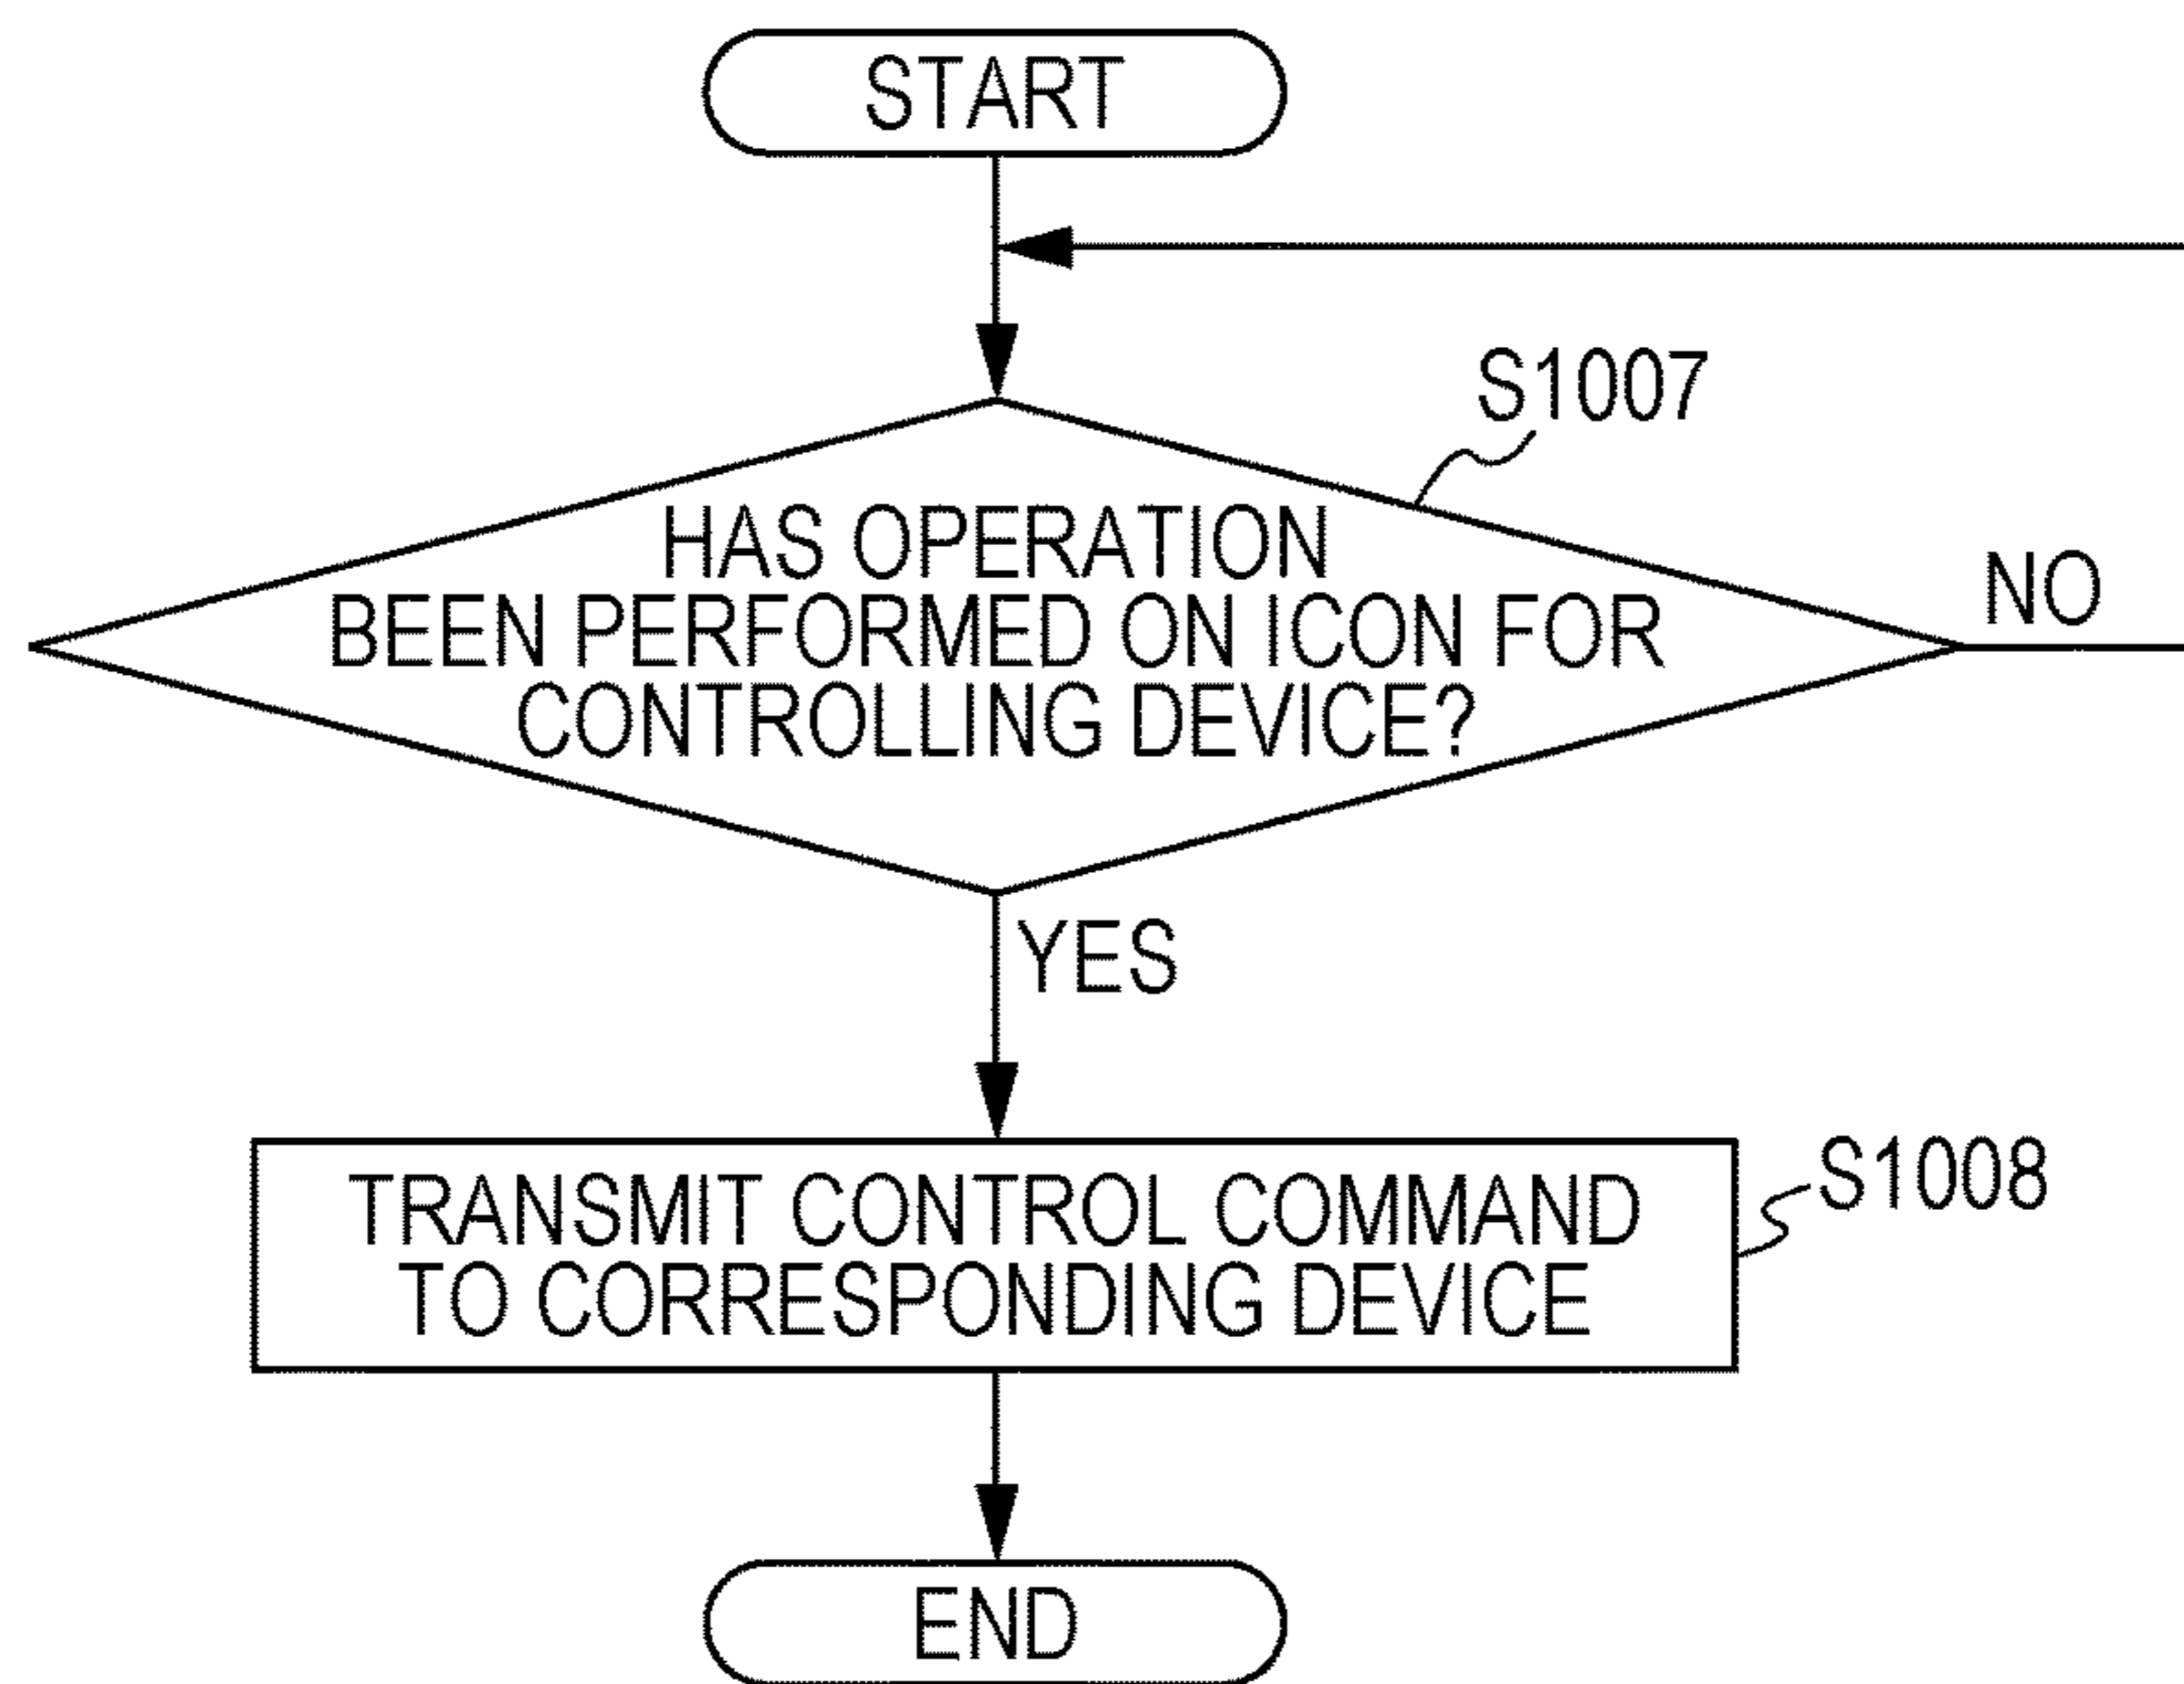 START
S1007
HAS OPERATION
BEEN PERFORMED ON ICON FOR
CONTROLLING DEVICE?
NO
YES
TRANSMIT CONTROL COMMAND
TO CORRESPONDING DEVICE
S1008
END